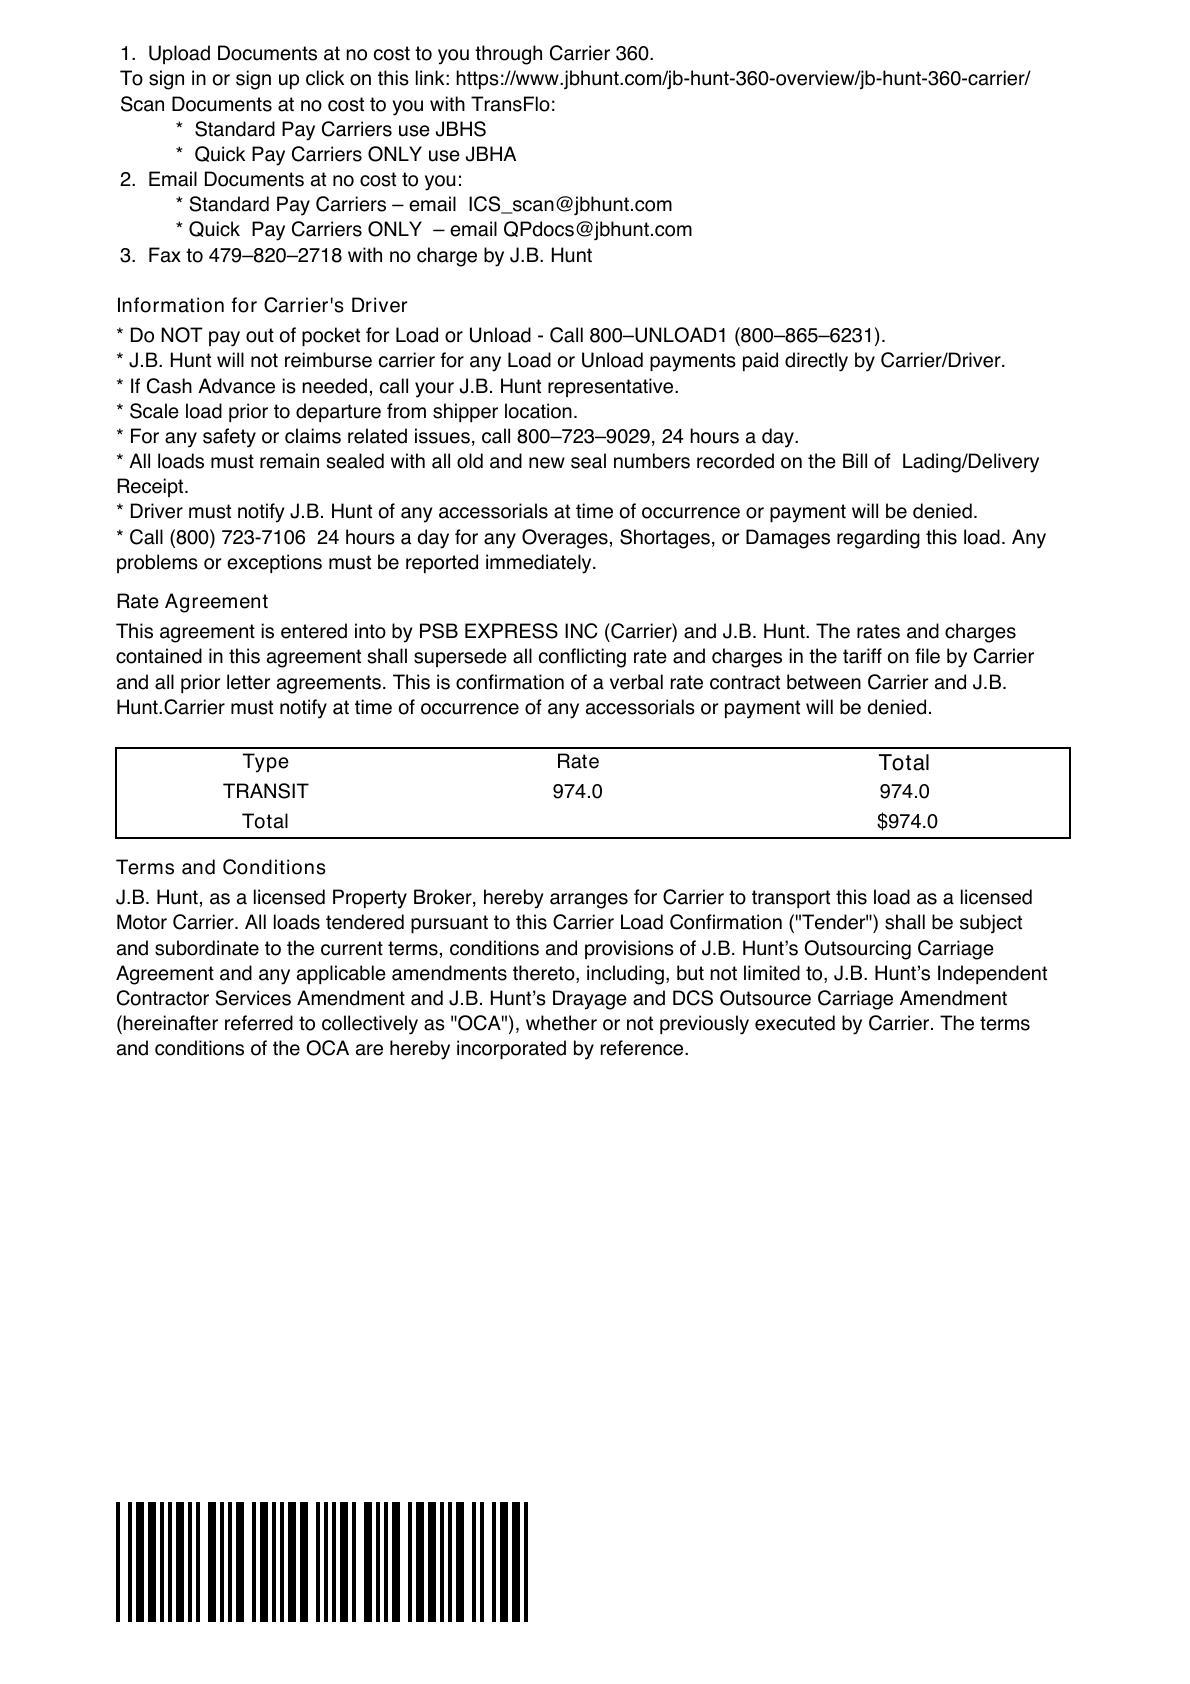 1. Upload Documents at no cost to you through Carrier 360.
To sign in or sign up click on this link: https://www.jbhunt.com/jb-hunt-360-overview/jb-hunt-360-carrier/
Scan Documents at no cost to you with TransFlo:
* Standard Pay Carriers use JBHS
* Quick Pay Carriers ONLY use JBHA
2. Email Documents at no cost to you:
* Standard Pay Carriers – email ICS_scan@jbhunt.com
* Quick Pay Carriers ONLY – email QPdocs@jbhunt.com
3. Fax to 479–820–2718 with no charge by J.B. Hunt
Information for Carrier's Driver
* Do NOT pay out of pocket for Load or Unload - Call 800–UNLOAD1 (800–865–6231).
* J.B. Hunt will not reimburse carrier for any Load or Unload payments paid directly by Carrier/Driver.
* If Cash Advance is needed, call your J.B. Hunt representative.
* Scale load prior to departure from shipper location.
* For any safety or claims related issues, call 800–723–9029, 24 hours a day.
* All loads must remain sealed with all old and new seal numbers recorded on the Bill of Lading/Delivery
Receipt.
* Driver must notify J.B. Hunt of any accessorials at time of occurrence or payment will be denied.
* Call (800) 723-7106 24 hours a day for any Overages, Shortages, or Damages regarding this load. Any
problems or exceptions must be reported immediately.
Rate Agreement
This agreement is entered into by PSB EXPRESS INC (Carrier) and J.B. Hunt. The rates and charges
contained in this agreement shall supersede all conflicting rate and charges in the tariff on file by Carrier
and all prior letter agreements. This is confirmation of a verbal rate contract between Carrier and J.B.
Hunt.Carrier must notify at time of occurrence of any accessorials or payment will be denied.
Type Rate Total
TRANSIT 974.0 974.0
Total $974.0
Terms and Conditions
J.B. Hunt, as a licensed Property Broker, hereby arranges for Carrier to transport this load as a licensed
Motor Carrier. All loads tendered pursuant to this Carrier Load Confirmation ("Tender") shall be subject
and subordinate to the current terms, conditions and provisions of J.B. Hunt’s Outsourcing Carriage
Agreement and any applicable amendments thereto, including, but not limited to, J.B. Hunt’s Independent
Contractor Services Amendment and J.B. Hunt’s Drayage and DCS Outsource Carriage Amendment
(hereinafter referred to collectively as "OCA"), whether or not previously executed by Carrier. The terms
and conditions of the OCA are hereby incorporated by reference.